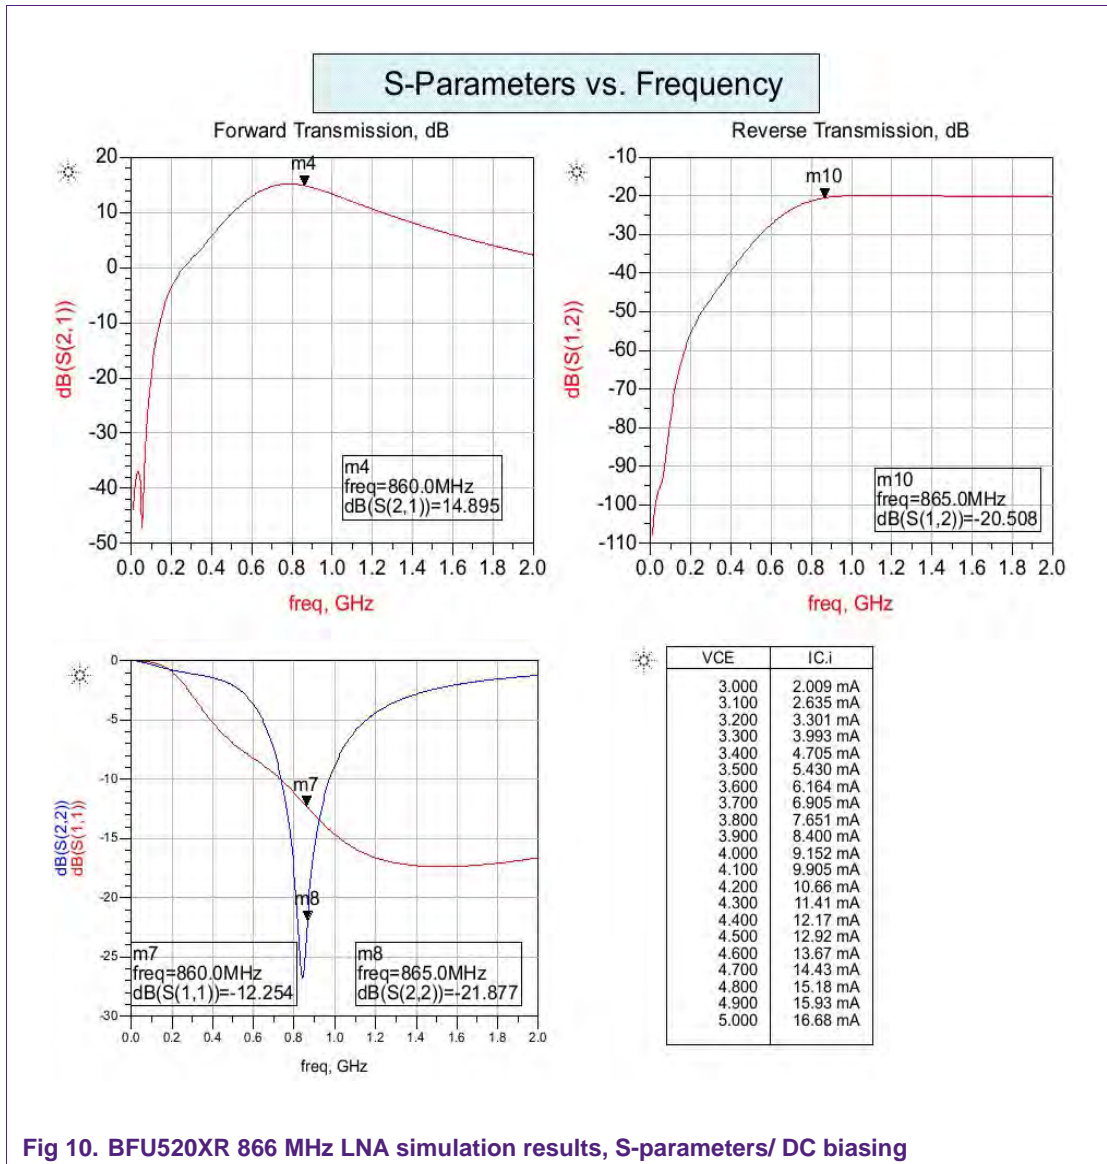 S-Parameters vs. Frequency
Forward Transmission, dB
20
10
0
-10
-20
-30
-40
-50
dB(S(2,1))
m4
m4
freq=860.0MHz
dB(S(2,1))=14.895
0.0 0.2 0.4 0.6 0.8 1.0 1.2 1.4 1.6 1.8 2.0
freq, GHz
Reverse Transmission, dB
-10
-20
-30
-40
-50
-60
-70
-80
-90
-100
-110
dB(S(1,2))
m10
m10
freq=865.0MHz
dB(S(1,2))=-20.508
0.0 0.2 0.4 0.6 0.8 1.0 1.2 1.4 1.6 1.8 2.0
freq, GHz
0
-5
-10
-15
-20
-25
-30
dB(S(2,2))
dB(S(1,1))
m7
m8
m7
freq=860.0MHz
dB(S(1,1))=-12.254
m8
freq=865.0MHz
dB(S(2,2))=-21.877
0.0 0.2 0.4 0.6 0.8 1.0 1.2 1.4 1.6 1.8 2.0
freq, GHz
VCE IC.i
3.000 2.009 mA
3.100 2.635 mA
3.200 3.301 mA
3.300 3.993 mA
3.400 4.705 mA
3.500 5.430 mA
3.600 6.164 mA
3.700 6.905 mA
3.800 7.651 mA
3.900 8.400 mA
4.000 9.152 mA
4.100 9.905 mA
4.200 10.66 mA
4.300 11.41 mA
4.400 12.17 mA
4.500 12.92 mA
4.600 13.67 mA
4.700 14.43 mA
4.800 15.18 mA
4.900 15.93 mA
5.000 16.68 mA
Fig 10. BFU520XR 866 MHz LNA simulation results, S-parameters/ DC biasing